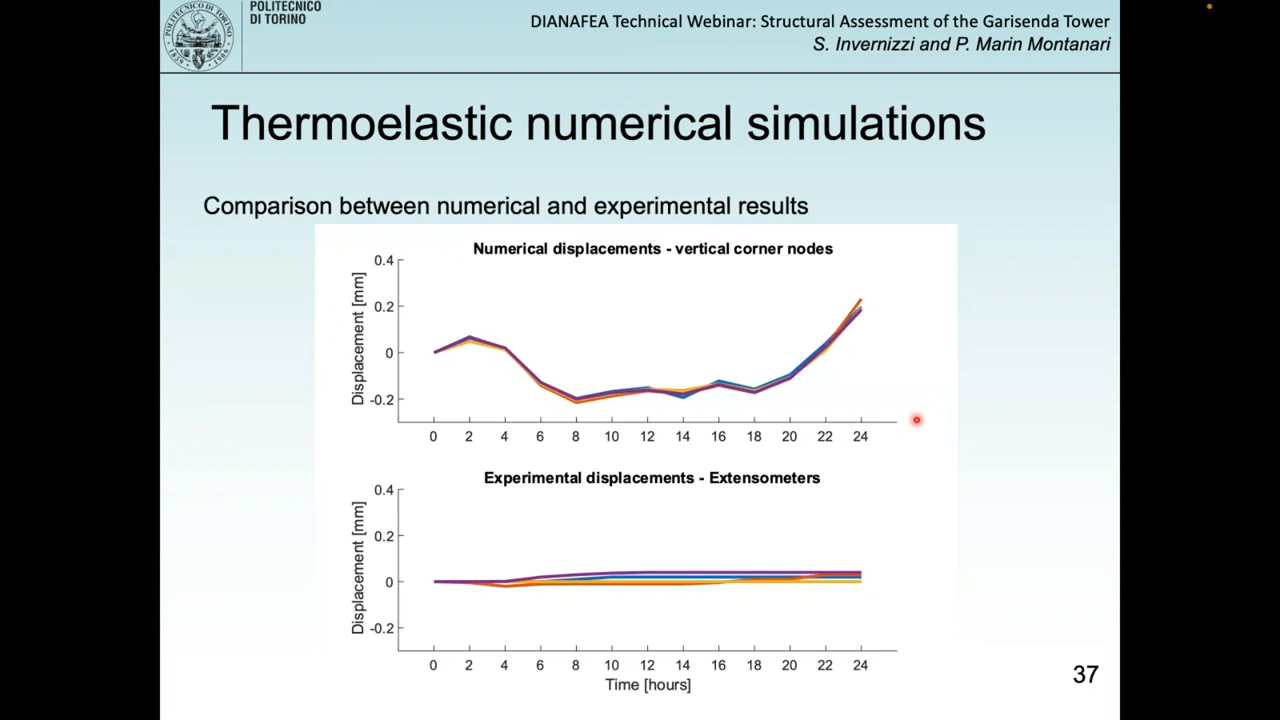 POLITECNICO
DI TORINO
DIANAFEA Technical Webinar: Structural Assessment of the Garisenda Tower
S. Invernizzi and P. Marin Montanari
Thermoelastic numerical simulations
Comparison between numerical and experimental results
Numerical displacements - vertical corner nodes
Displacement [mm]
0.4
0.2
0
-0.2
0 2 4 6 8 10 12 14 16 18 20 22 24
Experimental displacements - Extensometers
Displacement [mm]
0.4
0.2
0
-0.2
0 2 4 6 8 10 12 14 16 18 20 22 24
Time [hours]
37